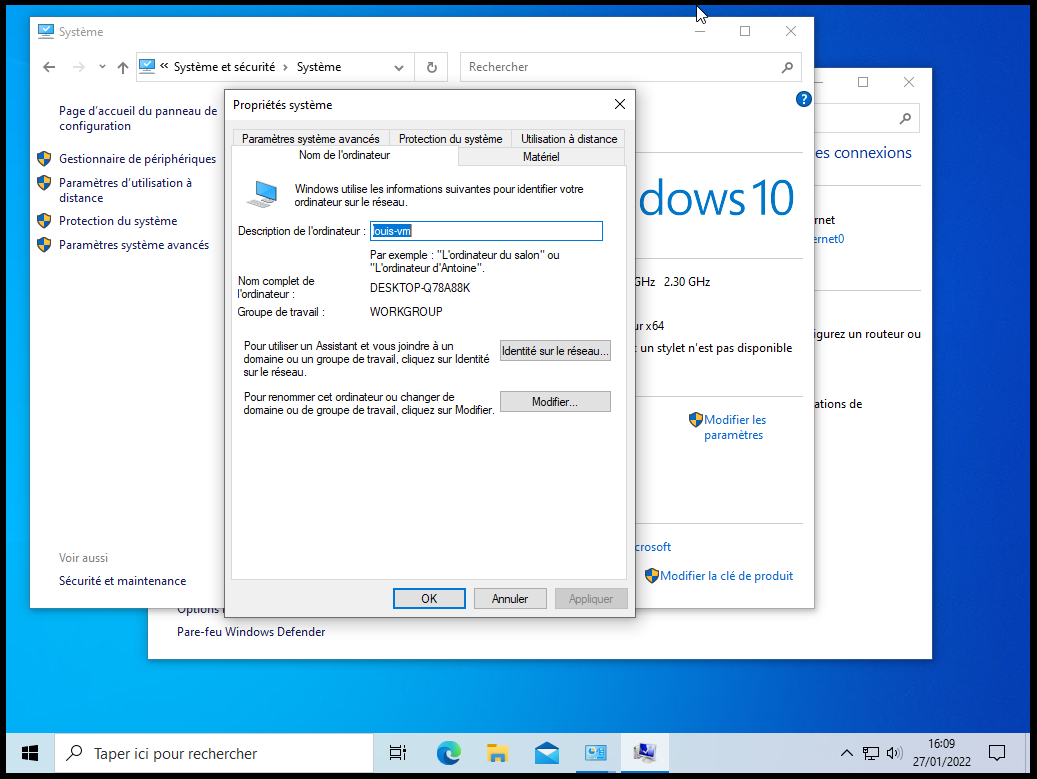 Système
« Système et sécurité › Système
Rechercher
Page d'accueil du panneau de
configuration
Gestionnaire de périphériques
Paramètres d'utilisation à
distance
Protection du système
Paramètres système avancés
Voir aussi
Sécurité et maintenance
Propriétés système
Paramètres système avancés
Protection du système
Utilisation à distance
Nom de l'ordinateur
Matériel
Windows utilise les informations suivantes pour identifier votre
ordinateur sur le réseau.
Description de l'ordinateur :
louis-vm
Par exemple : "L'ordinateur du salon" ou
"L'ordinateur d'Antoine".
Nom complet de
l'ordinateur :
DESKTOP-Q78A88K
Groupe de travail :
WORKGROUP
Pour utiliser un Assistant et vous joindre à un
domaine ou un groupe de travail, cliquez sur Identité
sur le réseau.
Identité sur le réseau...
Pour renommer cet ordinateur ou changer de
domaine ou de groupe de travail, cliquez sur Modifier.
Modifier...
OK
Annuler
Appliquer
?
dows 10
GHz 2.30 GHz
ur x64
: un stylet n'est pas disponible
Modifier les
paramètres
crosoft
Modifier la clé de produit
es connexions
rnet
ernet0
igurez un routeur ou
ations de
Options
Pare-feu Windows Defender
Taper ici pour rechercher
16:09
27/01/2022